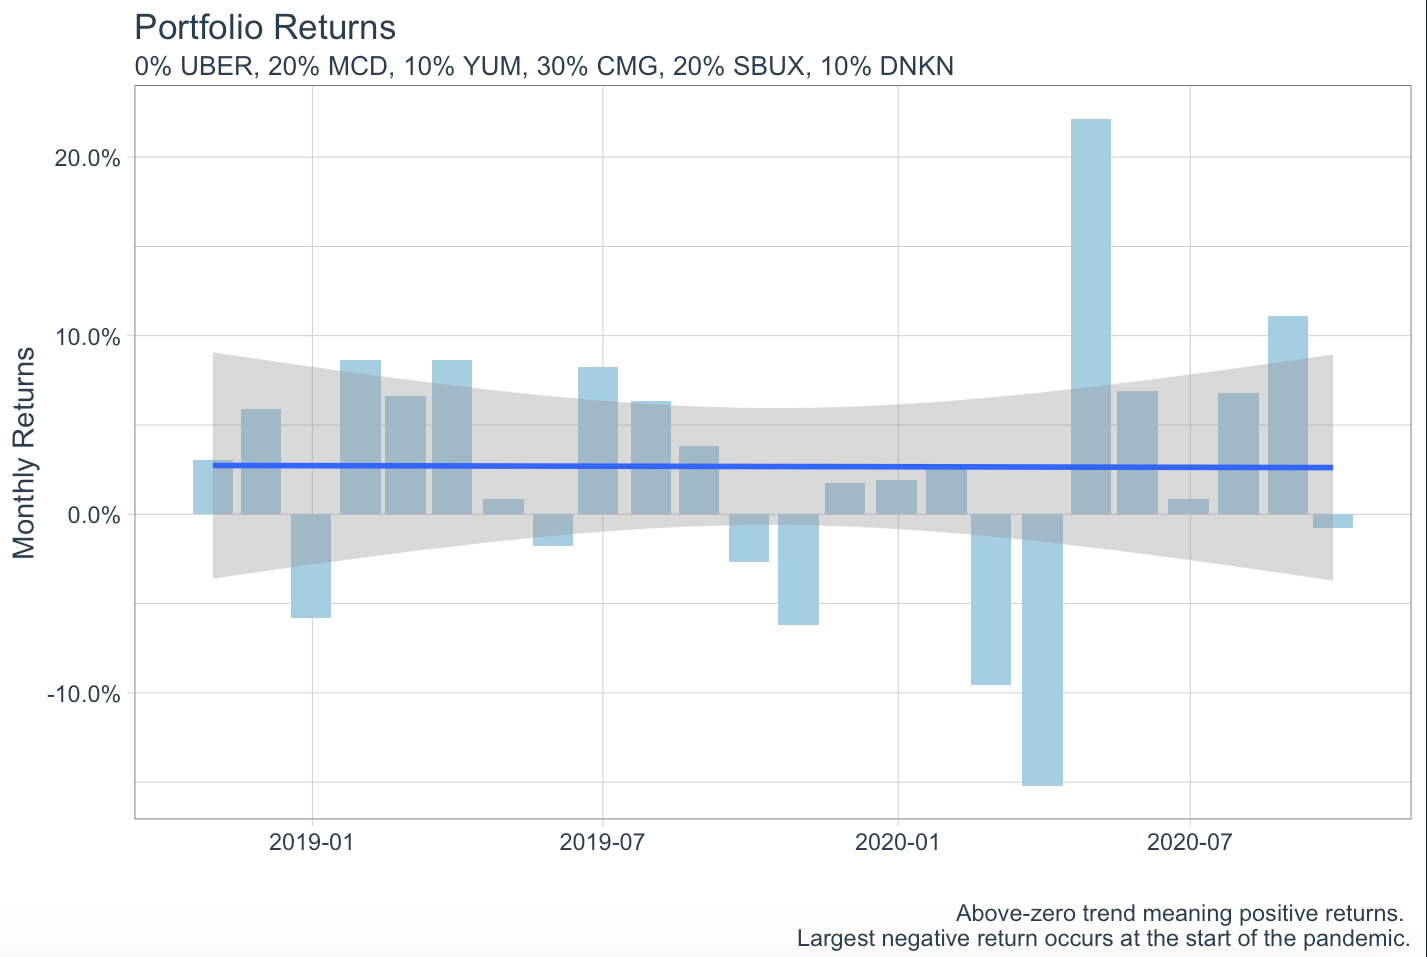 Portfolio Returns
0% UBER, 20% MCD, 10% YUM, 30% CMG, 20% SBUX, 10% DNKN
Monthly Returns
20.0%
10.0%
0.0%
-10.0%
2019-01 2019-07 2020-01 2020-07
Above-zero trend meaning positive returns.
Largest negative return occurs at the start of the pandemic.